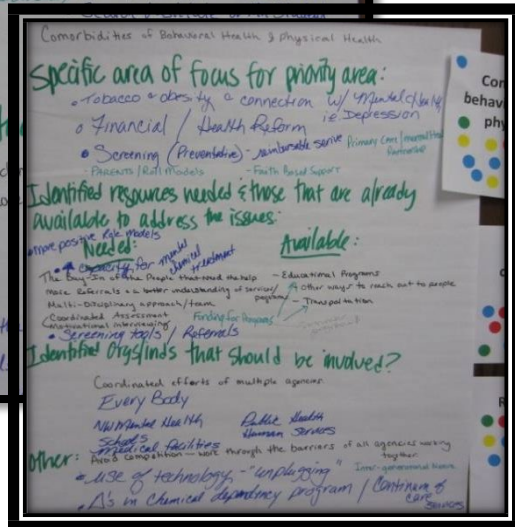 Comorbidities of Behavioral Health & Physical Health
Specific area of focus for priority area:
• Tobacco & obesity a connection w/ Mental Health
ie. Depression
• Financial / Health Reform
• Screening (Preventative) - reimbursable serive
Primary Care/mental Health
Partnership
- PARENTS / Roll Models
- Faith Based Support
Identified resources needed & those that are already
available to address the issues:
• more positive Role models
Needed:
Available:
• ↑ capacity for mental
chemical
treatment
The Buy-In of the People that need the help
- Educational Programs
more Referrals & a better understanding of services/
programs
other ways to reach out to people
Multi-Disciplinary approach/team
- Transportation
Coordinated Assessment
Funding for Programs
Motivational interviewing
• Screening tools / Referrals
Identified Orgs/inds that should be involved?
Coordinated efforts of multiple agencies.
Every Body
NW Mental Health
Public Health
Schools
Human Services
Medical facilities
Other:
Avoid competition - work through the barriers of all agencies working
together.
• use of technology - "unplugging"
• Δ's in Chemical dependency program / Continuum of
care
services
Con
behav
phy